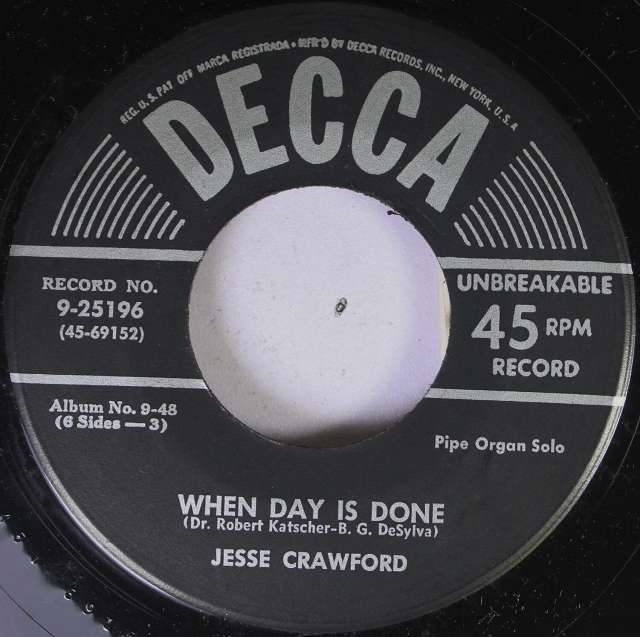 REG. U.S. PAT OFF MARCA REGISTRADA • MFR'D BY DECCA RECORDS, INC., NEW YORK, U.S.A
DECCA
RECORD NO.
9-25196
(45-69152)
UNBREAKABLE
45 RPM
RECORD
Album No. 9-48
(6 Sides — 3)
Pipe Organ Solo
WHEN DAY IS DONE
(Dr. Robert Katscher-B. G. DeSylva)
JESSE CRAWFORD